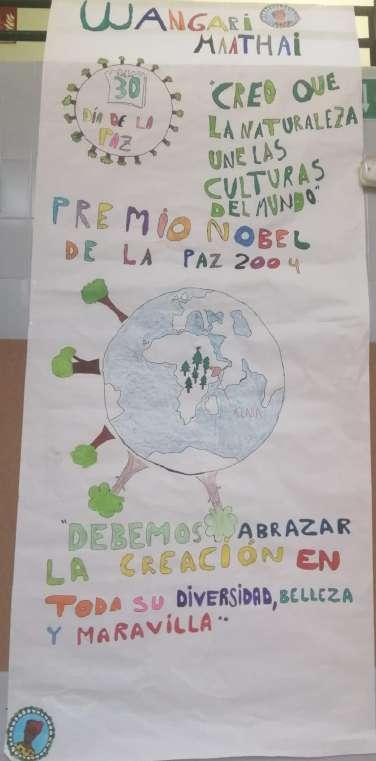 WANGARI
MAATHAI
30
DÍA DE LA
PAZ
"CREO QUE
LA NATURALEZA
UNE LAS
CULTURAS
DEL MUNDO"
PREMIO NOBEL
DE LA PAZ 2004
KENIA
"DEBEMOS ABRAZAR
LA CREACIÓN EN
TODA SU DIVERSIDAD, BELLEZA
Y MARAVILLA"